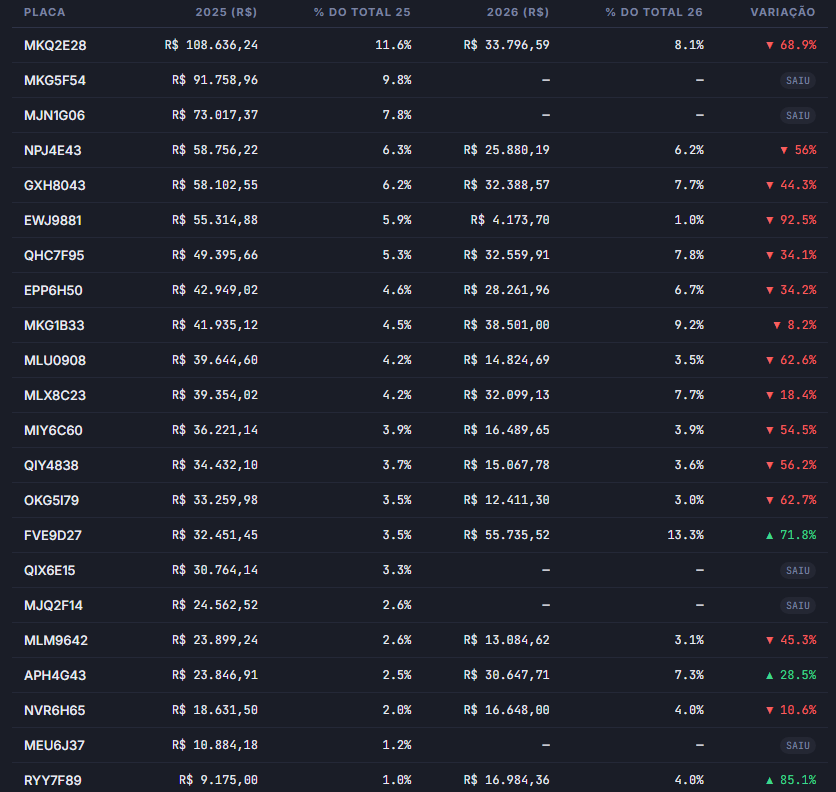 PLACA 2025 (R$) % DO TOTAL 25 2026 (R$) % DO TOTAL 26 VARIAÇÃO
MKQ2E28 R$ 108.636,24 11.6% R$ 33.796,59 8.1% ▼ 68.9%
MKG5F54 R$ 91.758,96 9.8% — — SAIU
MJN1G06 R$ 73.017,37 7.8% — — SAIU
NPJ4E43 R$ 58.756,22 6.3% R$ 25.880,19 6.2% ▼ 56%
GXH8043 R$ 58.102,55 6.2% R$ 32.388,57 7.7% ▼ 44.3%
EWJ9881 R$ 55.314,88 5.9% R$ 4.173,70 1.0% ▼ 92.5%
QHC7F95 R$ 49.395,66 5.3% R$ 32.559,91 7.8% ▼ 34.1%
EPP6H50 R$ 42.949,02 4.6% R$ 28.261,96 6.7% ▼ 34.2%
MKG1B33 R$ 41.935,12 4.5% R$ 38.501,00 9.2% ▼ 8.2%
MLU0908 R$ 39.644,60 4.2% R$ 14.824,69 3.5% ▼ 62.6%
MLX8C23 R$ 39.354,02 4.2% R$ 32.099,13 7.7% ▼ 18.4%
MIY6C60 R$ 36.221,14 3.9% R$ 16.489,65 3.9% ▼ 54.5%
QIY4838 R$ 34.432,10 3.7% R$ 15.067,78 3.6% ▼ 56.2%
OKG5I79 R$ 33.259,98 3.5% R$ 12.411,30 3.0% ▼ 62.7%
FVE9D27 R$ 32.451,45 3.5% R$ 55.735,52 13.3% ▲ 71.8%
QIX6E15 R$ 30.764,14 3.3% — — SAIU
MJQ2F14 R$ 24.562,52 2.6% — — SAIU
MLM9642 R$ 23.899,24 2.6% R$ 13.084,62 3.1% ▼ 45.3%
APH4G43 R$ 23.846,91 2.5% R$ 30.647,71 7.3% ▲ 28.5%
NVR6H65 R$ 18.631,50 2.0% R$ 16.648,00 4.0% ▼ 10.6%
MEU6J37 R$ 10.884,18 1.2% — — SAIU
RYY7F89 R$ 9.175,00 1.0% R$ 16.984,36 4.0% ▲ 85.1%